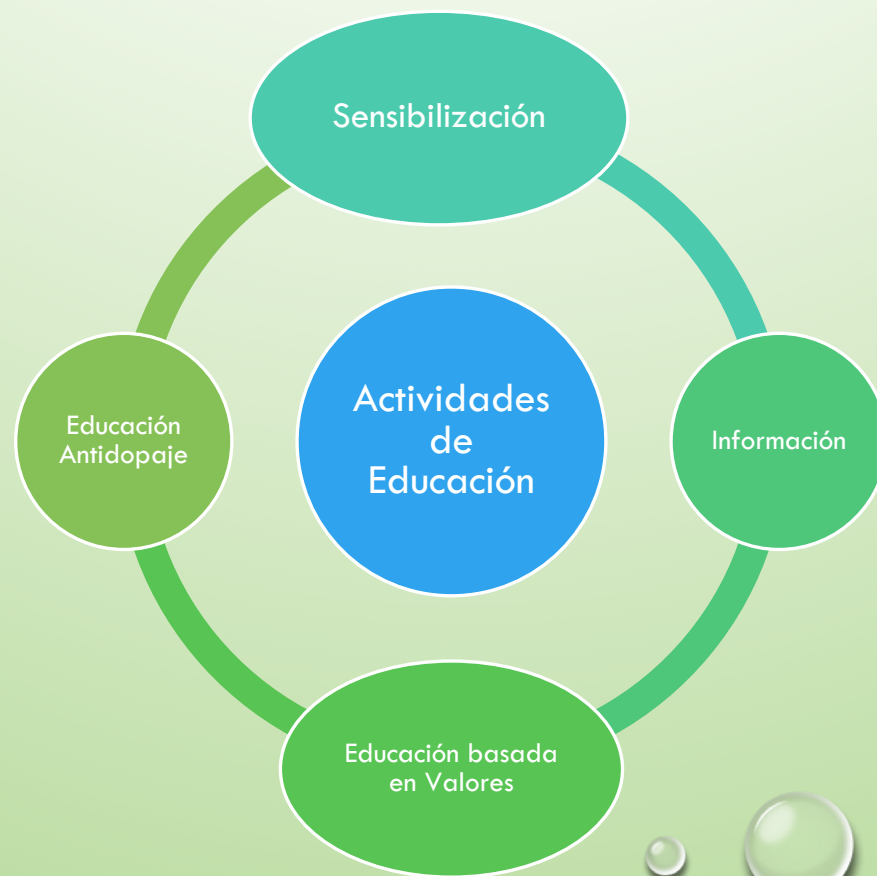 Sensibilización
Educación
Antidopaje
Actividades
de
Educación
Información
Educación basada
en Valores